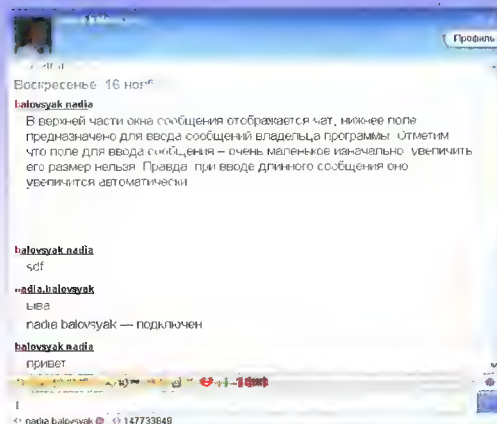 Профиль
Воскресенье 16
balovsyak nadia
В верхней части окна сообщения отображается чат, нижнее поле
предназначено для ввода сообщений владельца программы. Отметим
что поле для ввода сообщения – очень маленькое изначально увеличить
его размер нельзя Правда при вводе длинного сообщения оно
увеличится автоматически
balovsyak nadia
sdf
nadia.balovsyak
ыва
nadia balovsyak — подключен
balovsyak nadia
привет
nadia balovsyak 147733849